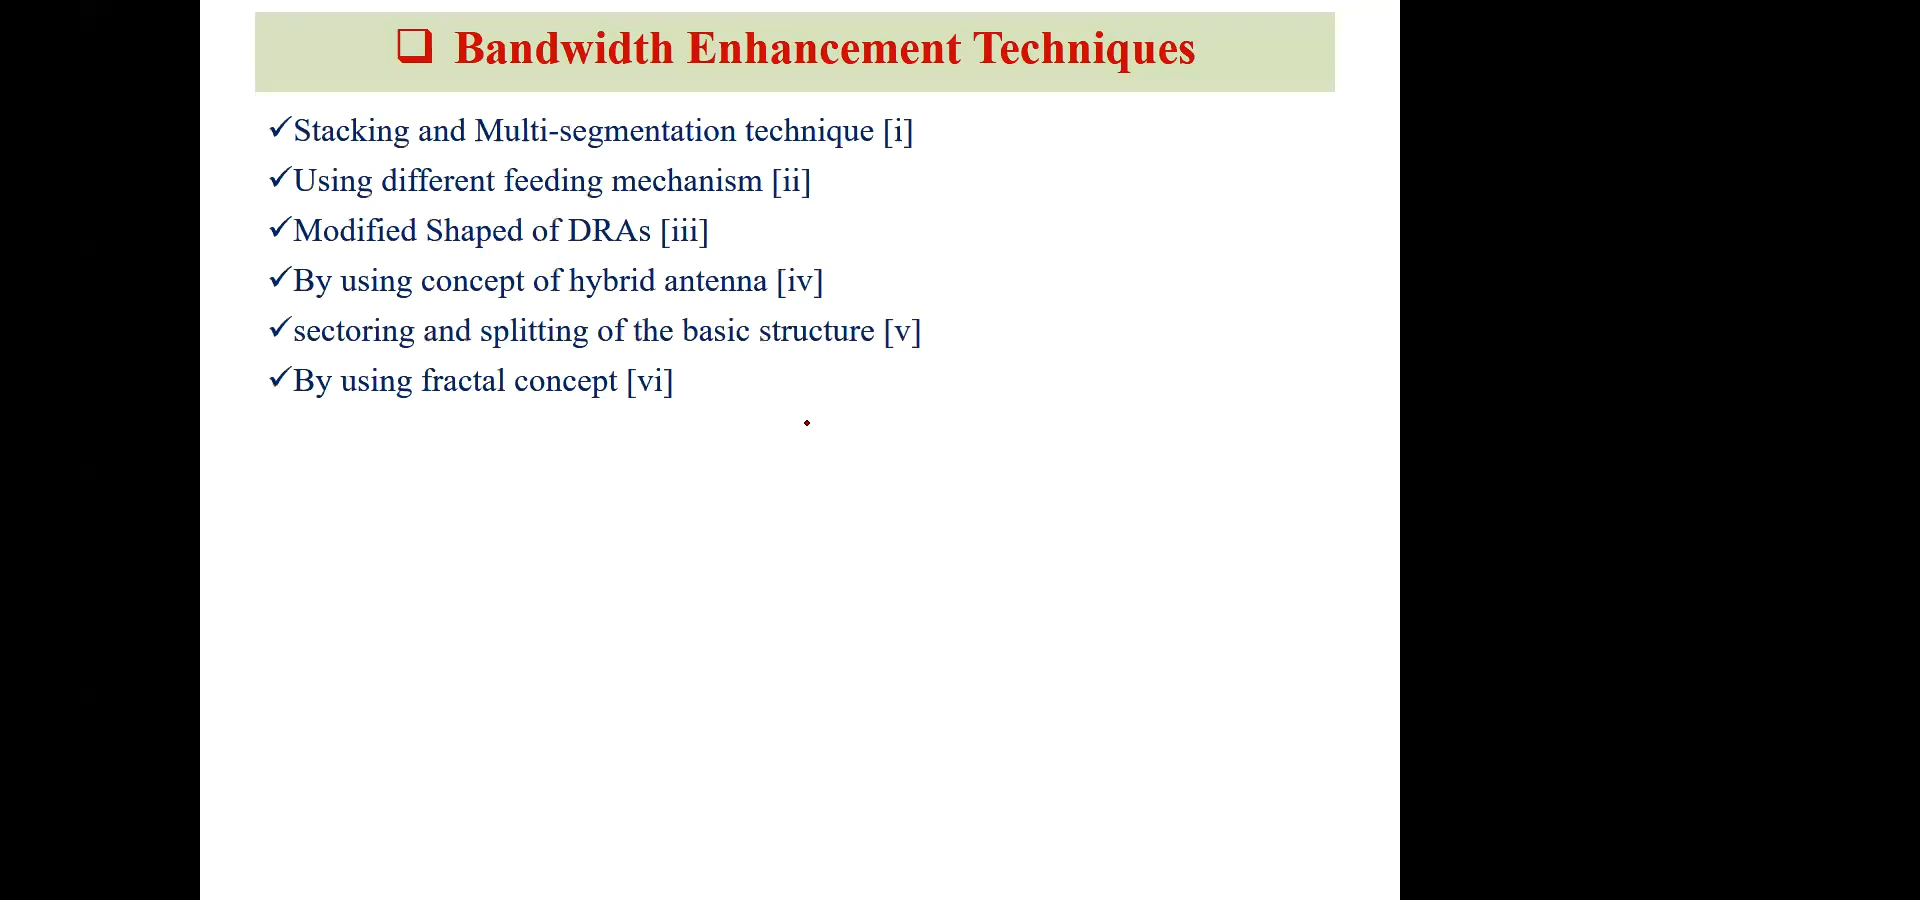 Bandwidth Enhancement Techniques
Stacking and Multi-segmentation technique [i]
Using different feeding mechanism [ii]
Modified Shaped of DRAs [iii]
By using concept of hybrid antenna [iv]
sectoring and splitting of the basic structure [v]
By using fractal concept [vi]